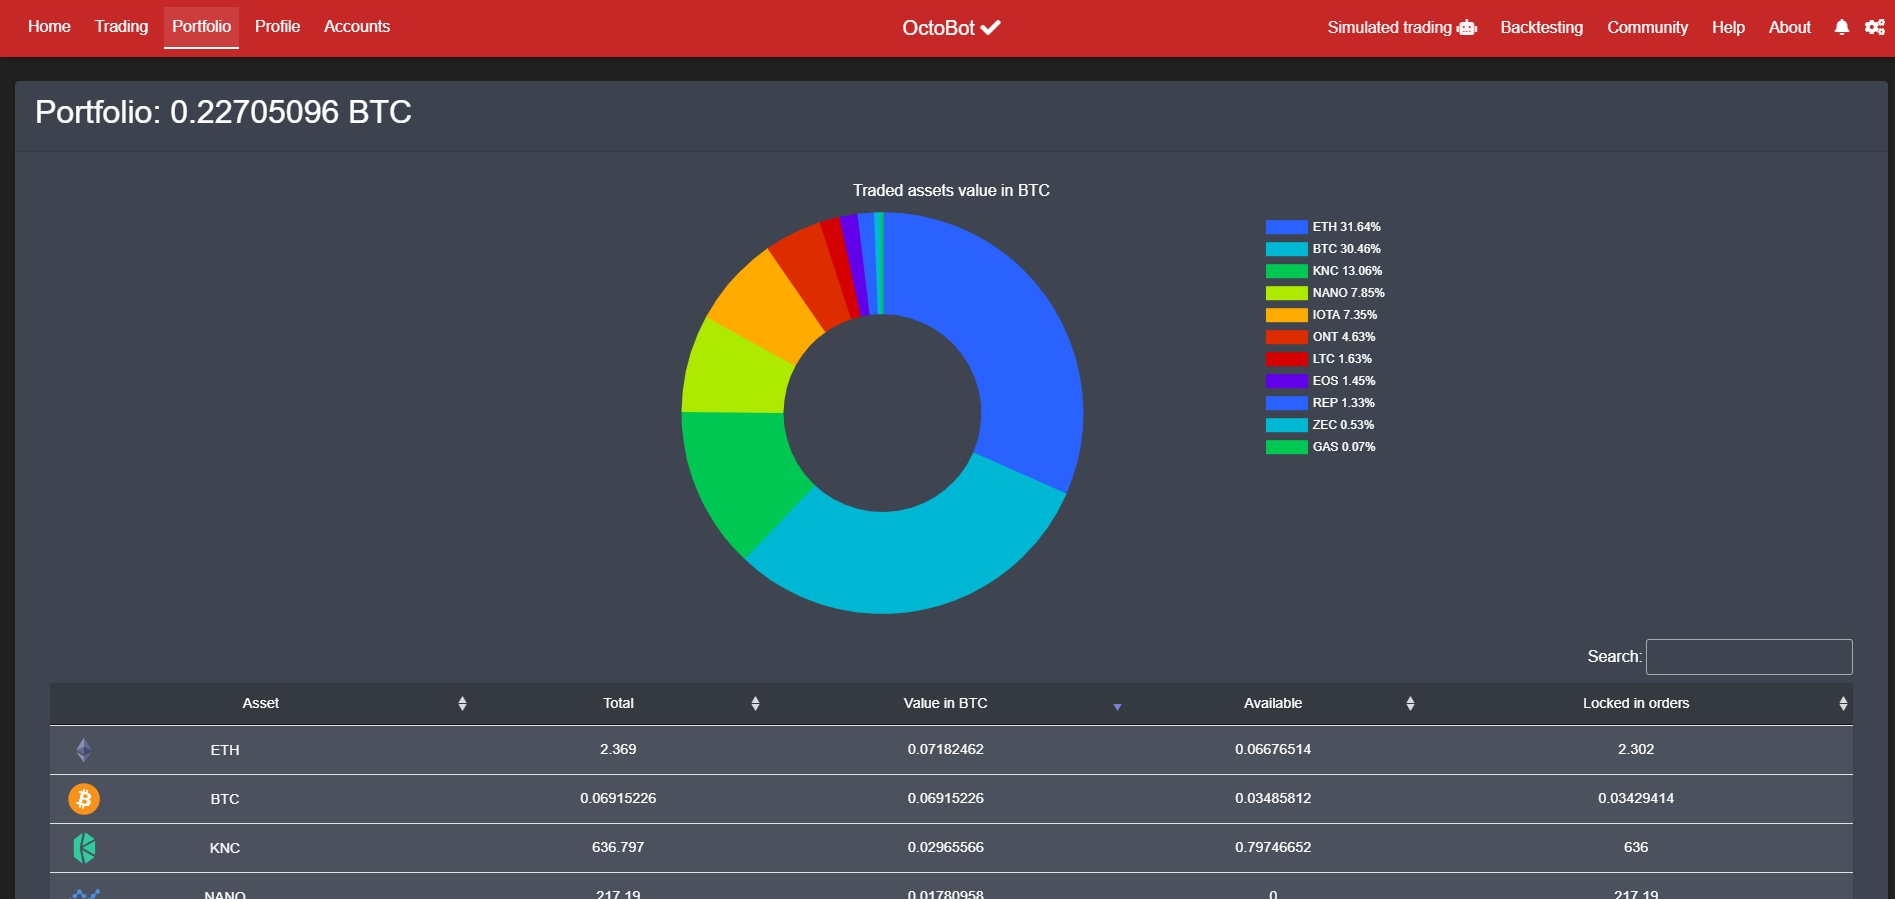 Home Trading Portfolio Profile Accounts OctoBot Simulated trading Backtesting Community Help About
Portfolio: 0.22705096 BTC
Traded assets value in BTC
ETH 31.64%
BTC 30.46%
KNC 13.06%
NANO 7.85%
IOTA 7.35%
ONT 4.63%
LTC 1.63%
EOS 1.45%
REP 1.33%
ZEC 0.53%
GAS 0.07%
Search:
Asset Total Value in BTC Available Locked in orders
ETH 2.369 0.07182462 0.06676514 2.302
BTC 0.06915226 0.06915226 0.03485812 0.03429414
KNC 636.797 0.02965566 0.79746652 636
NANO 217.19 0.01780958 0 217.19